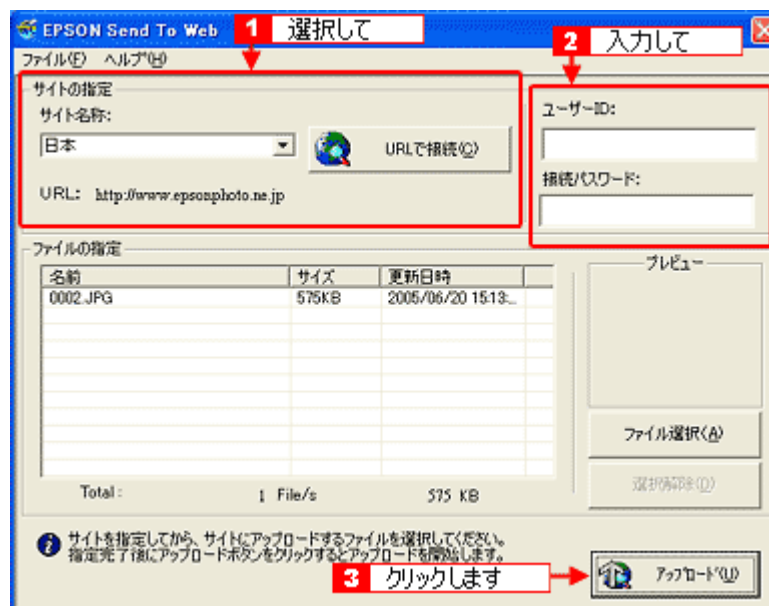 EPSON Send To Web
1 選択して
2 入力して
ファイル(F) ヘルプ(H)
サイトの指定
サイト名称:
日本
URLで接続(C)
URL: http://www.epsonphoto.ne.jp
ユーザーID:
接続パスワード:
ファイルの指定
名前 サイズ 更新日時
0002.JPG 575KB 2005/06/20 15:13:...
プレビュー
ファイル選択(A)
選択解除(D)
Total: 1 File/s 575 KB
サイトを指定してから、サイトにアップロードするファイルを選択してください。
指定完了後にアップロードボタンをクリックするとアップロードを開始します。
3 クリックします
アップロード(U)